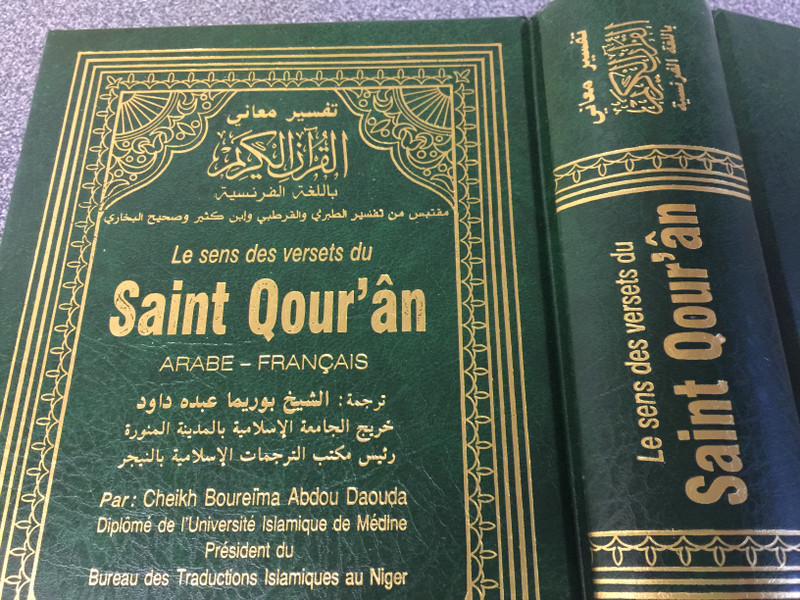 تفسير معاني
القرآن الكريم
باللغة الفرنسية
مقتبس من تفسير الطبري والقرطبي وابن كثير وصحيح البخاري
Le sens des versets du
Saint Qour'ân
ARABE – FRANÇAIS
ترجمة: الشيخ بوريما عبده داود
خريج الجامعة الإسلامية بالمدينة المنورة
رئيس مكتب الترجمات الإسلامية بالنيجر
Par: Cheikh Boureïma Abdou Daouda
Diplômé de l'Université Islamique de Médine
Président du
Bureau des Traductions Islamiques au Niger
تفسير معاني
القرآن الكريم
باللغة الفرنسية
Le sens des versets du
Saint Qour'ân